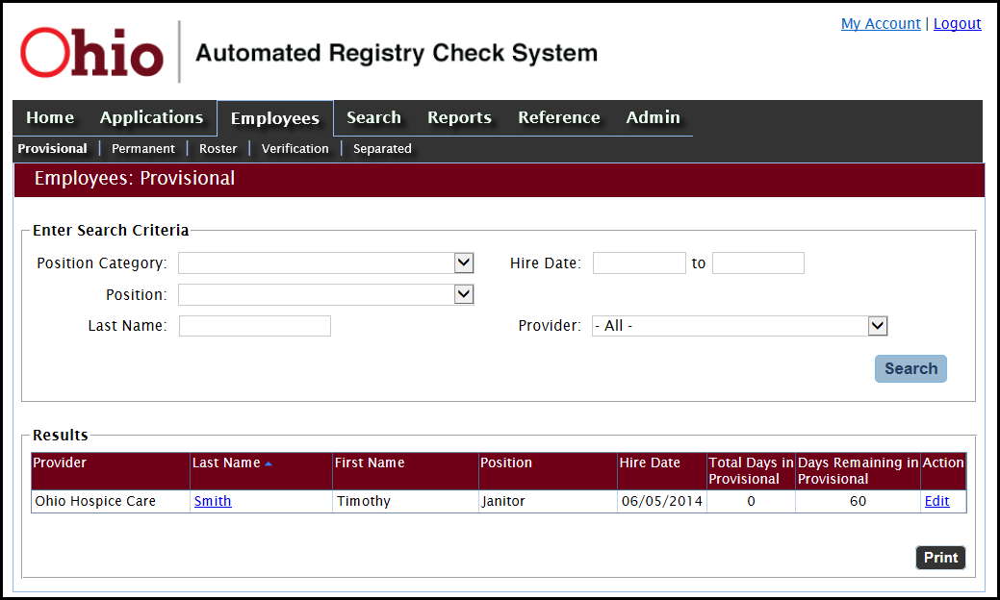 My Account | Logout
Ohio Automated Registry Check System
Home Applications Employees Search Reports Reference Admin
Provisional | Permanent | Roster | Verification | Separated
Employees: Provisional
Enter Search Criteria
Position Category: Hire Date: to
Position:
Last Name: Provider: - All -
Search
Results
Provider Last Name First Name Position Hire Date Total Days in Provisional Days Remaining in Provisional Action
Ohio Hospice Care Smith Timothy Janitor 06/05/2014 0 60 Edit
Print